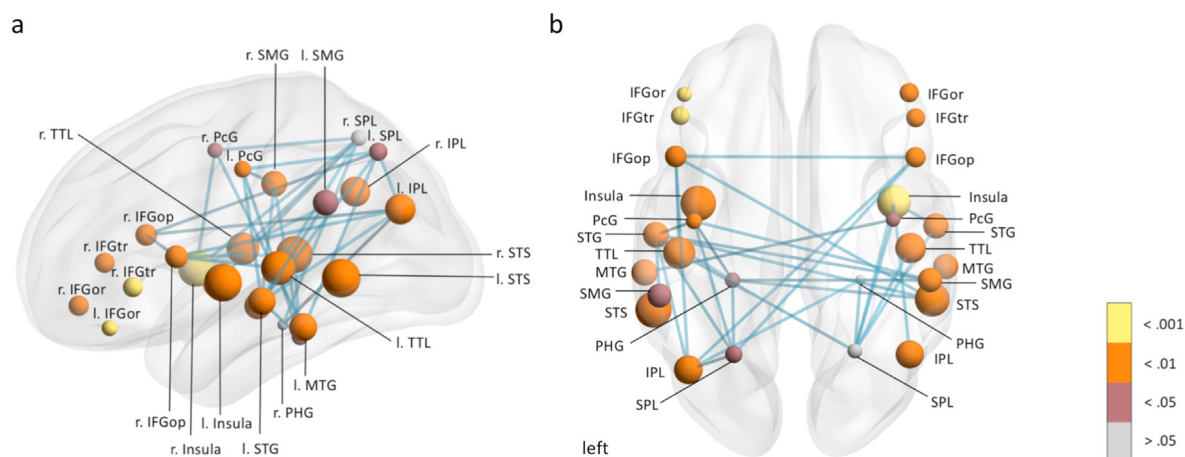 a
r. SMG
l. SMG
r. TTL
r. PcG
l. PcG
r. SPL
l. SPL
r. IPL
l. IPL
r. IFGop
r. IFGtr
r. IFGtr
r. IFGor
l. IFGor
r. STS
l. STS
l. TTL
l. MTG
r. PHG
r. IFGop
l. Insula
r. Insula
l. STG
b
IFGor
IFGtr
IFGop
Insula
PcG
STG
TTL
MTG
SMG
STS
PHG
IPL
SPL
left
IFGor
IFGtr
IFGop
Insula
PcG
STG
TTL
MTG
SMG
STS
PHG
IPL
SPL
< .001
< .01
< .05
> .05